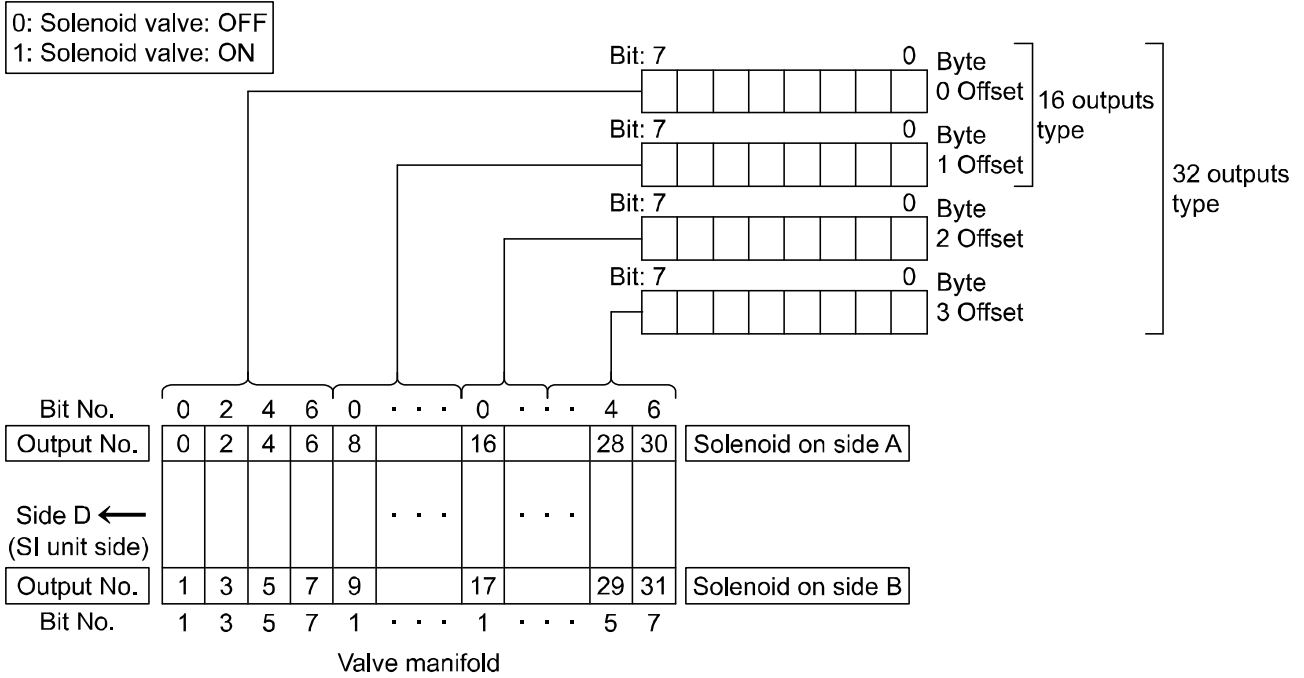 0: Solenoid valve: OFF
1: Solenoid valve: ON
Bit: 7 0 Byte
0 Offset
Bit: 7 0 Byte
1 Offset
16 outputs
type
Bit: 7 0 Byte
2 Offset
32 outputs
type
Bit: 7 0 Byte
3 Offset
Bit No. 0 2 4 6 0 · · · 0 · · · 4 6
Output No. 0 2 4 6 8 16 28 30 Solenoid on side A
Side D ← · · · · · ·
(SI unit side)
Output No. 1 3 5 7 9 17 29 31 Solenoid on side B
Bit No. 1 3 5 7 1 · · · 1 · · · 5 7
Valve manifold